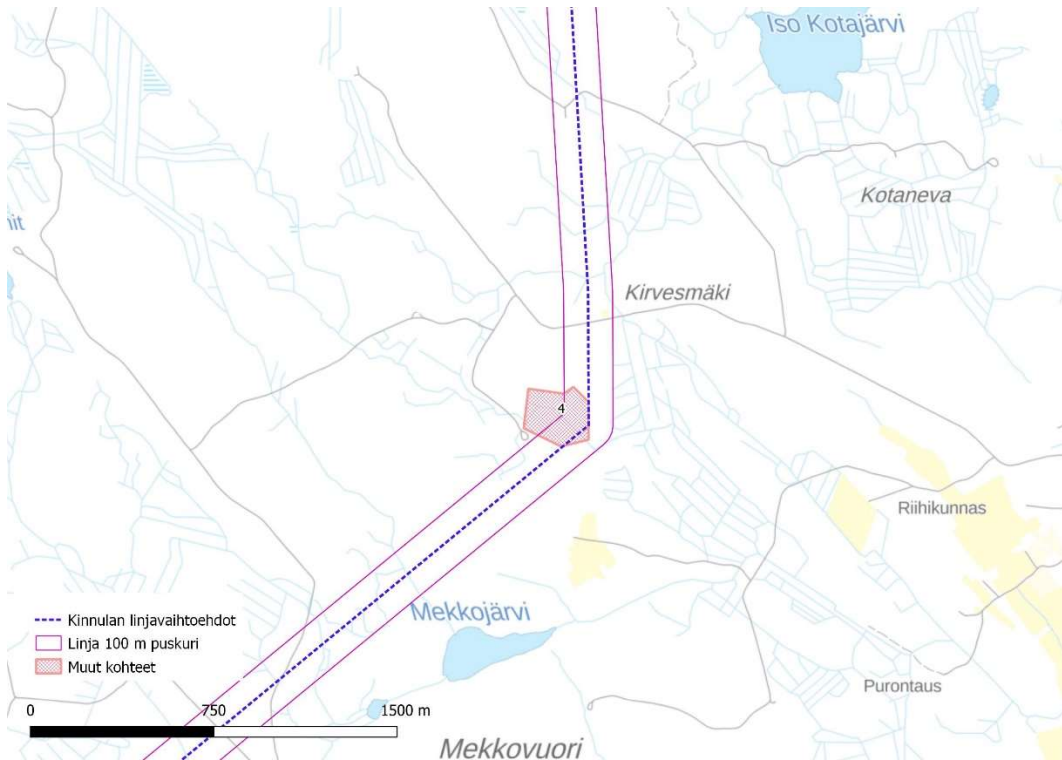 Iso Kotajärvi
Kotaneva
nit
Kirvesmäki
4
Riihikunnas
Mekkojärvi
Kinnulan linjavaihtoehdot
Linja 100 m puskuri
Muut kohteet
Purontaus
0 750 1500 m
Mekkovuori